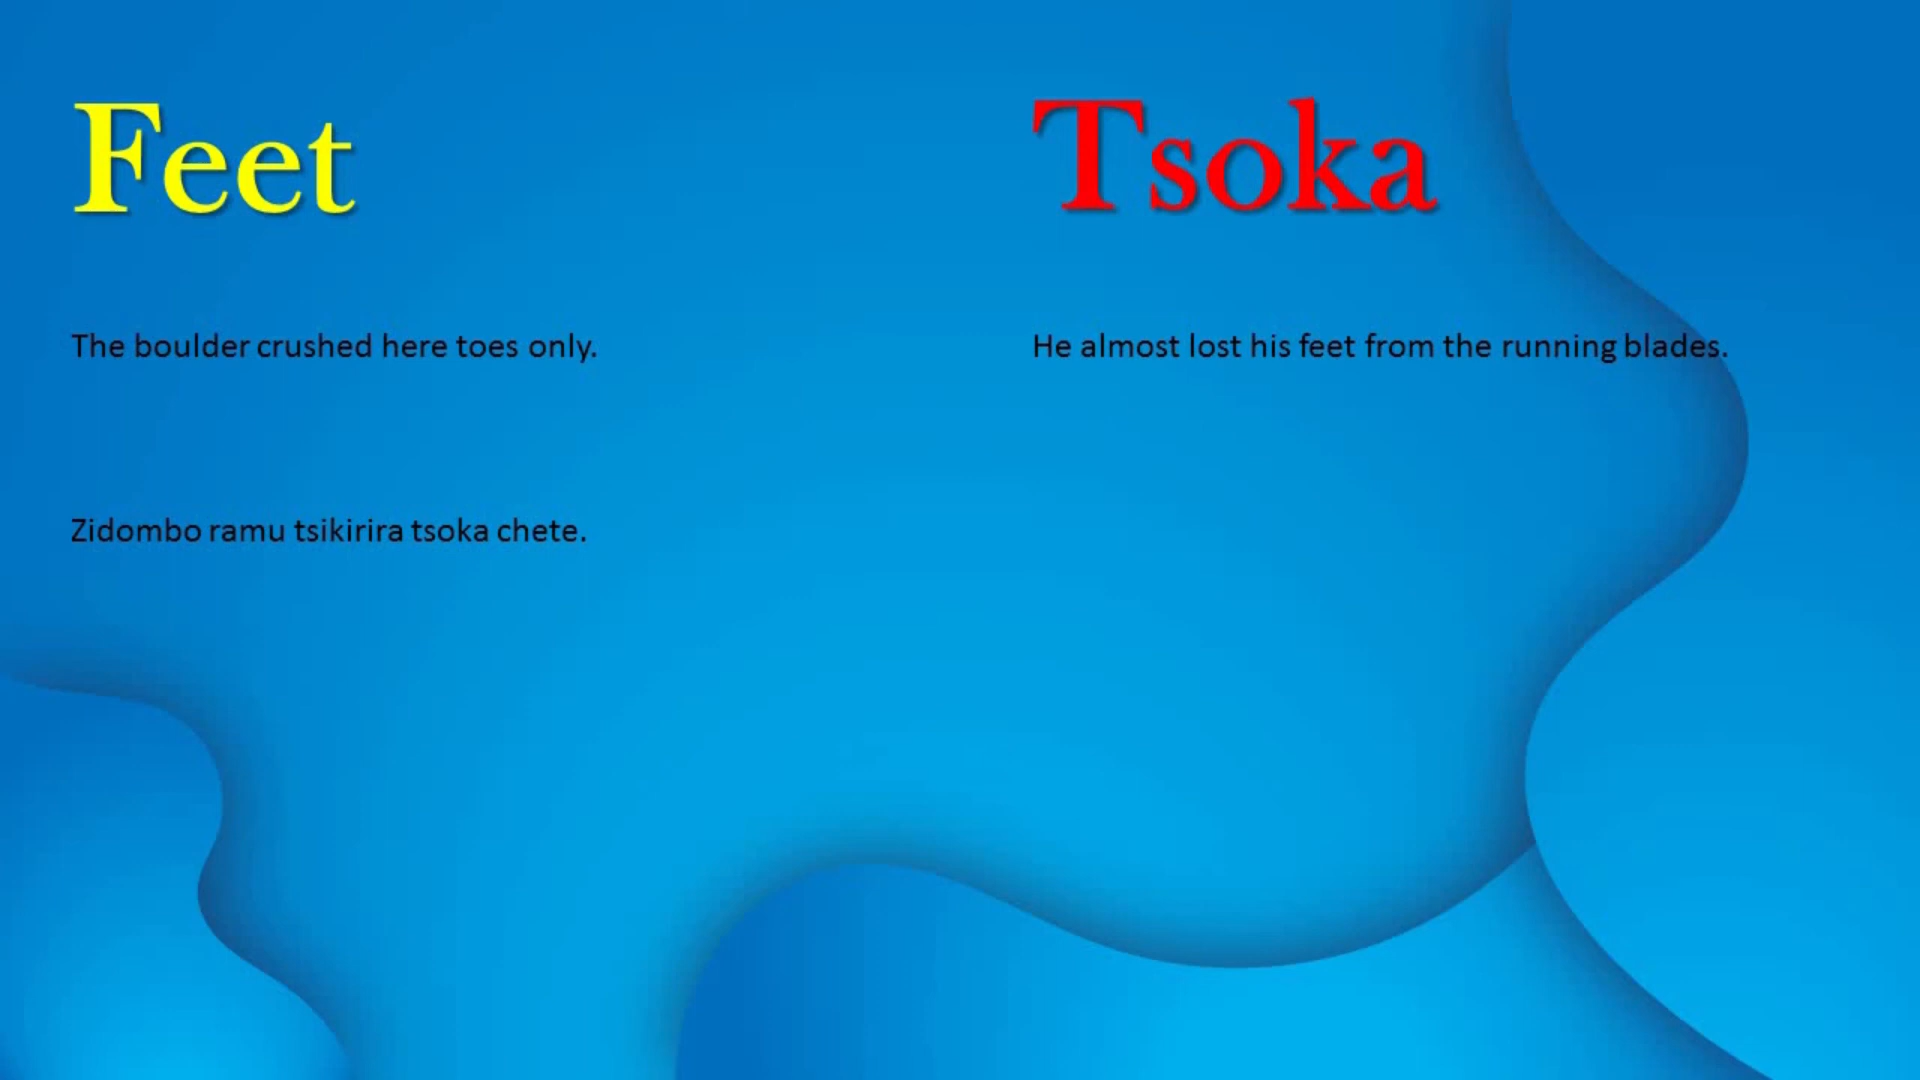 Feet
Tsoka
The boulder crushed here toes only.
He almost lost his feet from the running blades.
Zidombo ramu tsikirira tsoka chete.